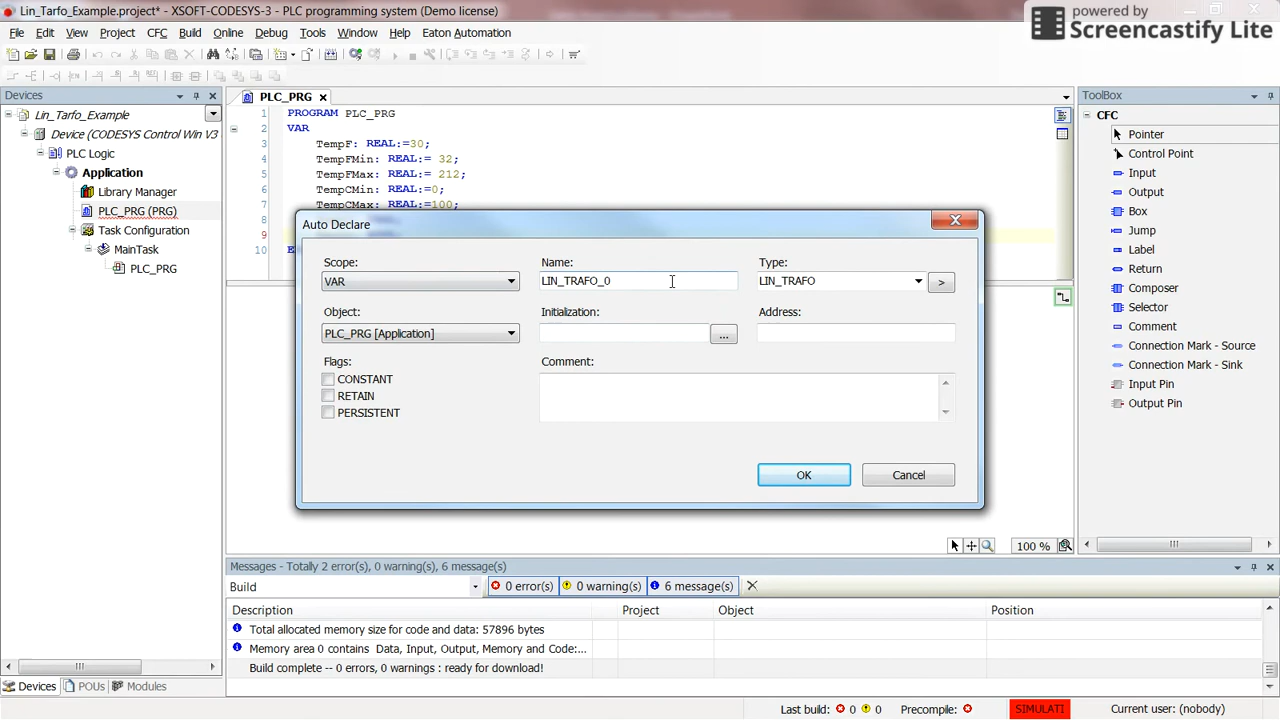 Lin_Tarfo_Example.project* - XSOFT-CODESYS-3 - PLC programming system (Demo license)
powered by
Screencastify Lite
File Edit View Project CFC Build Online Debug Tools Window Help Eaton Automation
Devices
Lin_Tarfo_Example
Device (CODESYS Control Win V3
PLC Logic
Application
Library Manager
PLC_PRG (PRG)
Task Configuration
MainTask
PLC_PRG
Devices POUs Modules
PLC_PRG
1 PROGRAM PLC_PRG
2 VAR
3 TempF: REAL:=30;
4 TempFMin: REAL:= 32;
5 TempFMax: REAL:= 212;
6 TempCMin: REAL:=0;
7 TempCMax: REAL:=100;
8
9
10
Auto Declare
Scope: Name: Type:
VAR LIN_TRAFO_0 LIN_TRAFO >
Object: Initialization: Address:
PLC_PRG [Application] ...
Flags: Comment:
CONSTANT
RETAIN
PERSISTENT
OK Cancel
100 %
ToolBox
CFC
Pointer
Control Point
Input
Output
Box
Jump
Label
Return
Composer
Selector
Comment
Connection Mark - Source
Connection Mark - Sink
Input Pin
Output Pin
Messages - Totally 2 error(s), 0 warning(s), 6 message(s)
Build 0 error(s) 0 warning(s) 6 message(s)
Description Project Object Position
Total allocated memory size for code and data: 57896 bytes
Memory area 0 contains Data, Input, Output, Memory and Code:...
Build complete -- 0 errors, 0 warnings : ready for download!
Last build: 0 0 Precompile: SIMULATI Current user: (nobody)